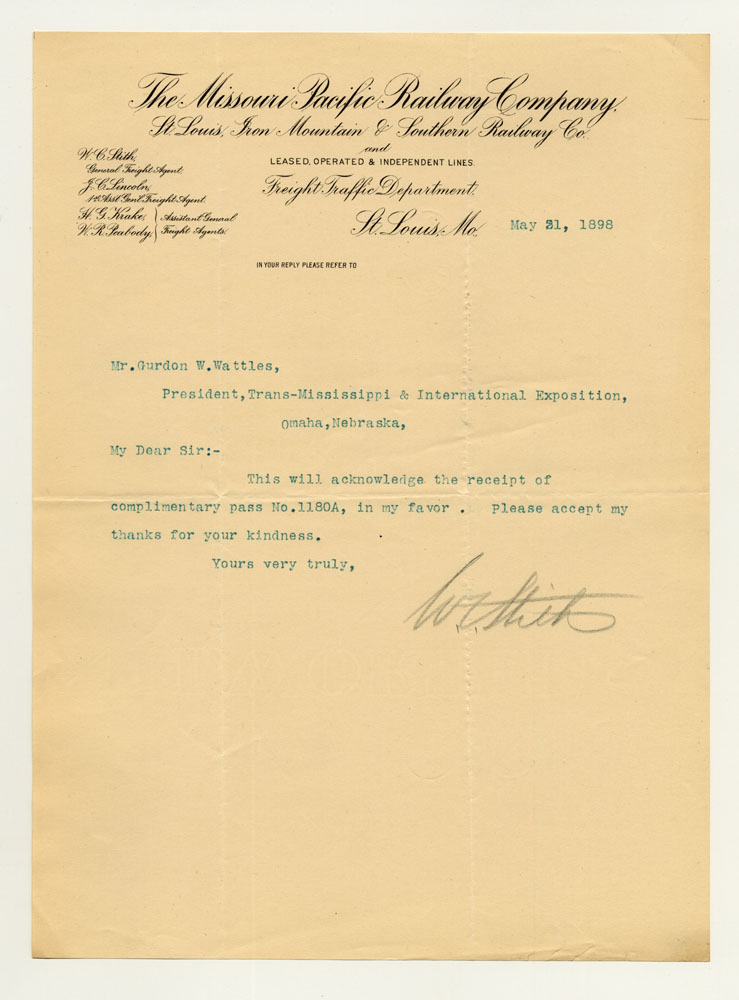 The Missouri Pacific Railway Company.
St. Louis, Iron Mountain & Southern Railway Co.
and
LEASED, OPERATED & INDEPENDENT LINES.
Freight Traffic Department.
W. C. Stith,
General Freight Agent.
J. C. Lincoln,
1st Asst. Genl. Freight Agent.
H. G. Krake,
W. R. Peabody,
Assistant General
Freight Agents.
St. Louis, Mo. May 31, 1898
IN YOUR REPLY PLEASE REFER TO
Mr.Gurdon W.Wattles,
President,Trans-Mississippi & International Exposition,
Omaha,Nebraska,
My Dear Sir:-
This will acknowledge the receipt of
complimentary pass No.1180A, in my favor . Please accept my
thanks for your kindness.
Yours very truly,
W C Stith